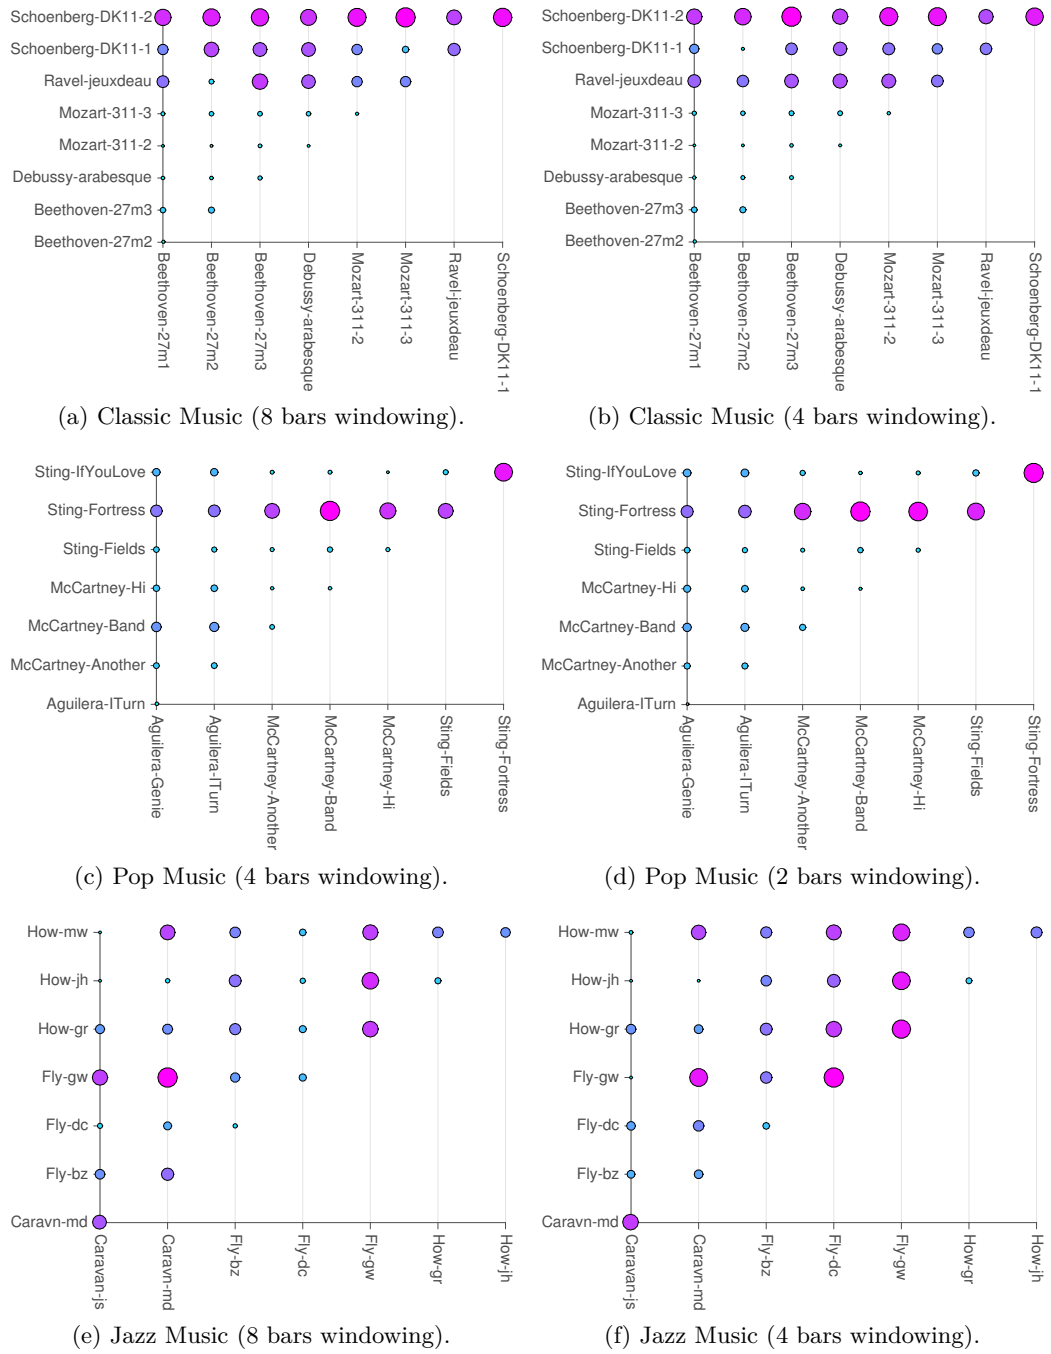 Schoenberg-DK11-2
Schoenberg-DK11-1
Ravel-jeuxdeau
Mozart-311-3
Mozart-311-2
Debussy-arabesque
Beethoven-27m3
Beethoven-27m2
Beethoven-27m1
Beethoven-27m2
Beethoven-27m3
Debussy-arabesque
Mozart-311-2
Mozart-311-3
Ravel-jeuxdeau
Schoenberg-DK11-1
(a) Classic Music (8 bars windowing).
Schoenberg-DK11-2
Schoenberg-DK11-1
Ravel-jeuxdeau
Mozart-311-3
Mozart-311-2
Debussy-arabesque
Beethoven-27m3
Beethoven-27m2
Beethoven-27m1
Beethoven-27m2
Beethoven-27m3
Debussy-arabesque
Mozart-311-2
Mozart-311-3
Ravel-jeuxdeau
Schoenberg-DK11-1
(b) Classic Music (4 bars windowing).
Sting-IfYouLove
Sting-Fortress
Sting-Fields
McCartney-Hi
McCartney-Band
McCartney-Another
Aguilera-ITurn
Aguilera-Genie
Aguilera-ITurn
McCartney-Another
McCartney-Band
McCartney-Hi
Sting-Fields
Sting-Fortress
(c) Pop Music (4 bars windowing).
Sting-IfYouLove
Sting-Fortress
Sting-Fields
McCartney-Hi
McCartney-Band
McCartney-Another
Aguilera-ITurn
Aguilera-Genie
Aguilera-ITurn
McCartney-Another
McCartney-Band
McCartney-Hi
Sting-Fields
Sting-Fortress
(d) Pop Music (2 bars windowing).
How-mw
How-jh
How-gr
Fly-gw
Fly-dc
Fly-bz
Caravn-md
Caravan-js
Caravn-md
Fly-bz
Fly-dc
Fly-gw
How-gr
How-jh
(e) Jazz Music (8 bars windowing).
How-mw
How-jh
How-gr
Fly-gw
Fly-dc
Fly-bz
Caravn-md
Caravan-js
Caravn-md
Fly-bz
Fly-dc
Fly-gw
How-gr
How-jh
(f) Jazz Music (4 bars windowing).